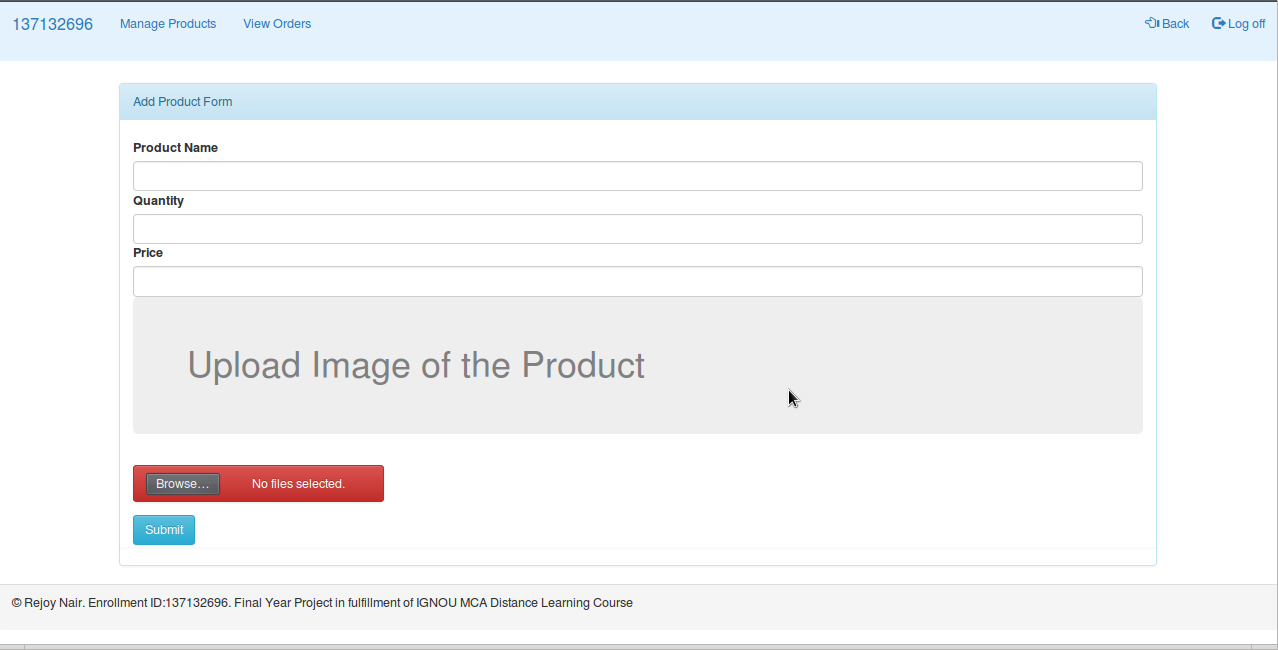 137132696 Manage Products View Orders Back Log off
Add Product Form
Product Name
Quantity
Price
Upload Image of the Product
Browse... No files selected.
Submit
© Rejoy Nair. Enrollment ID:137132696. Final Year Project in fulfillment of IGNOU MCA Distance Learning Course